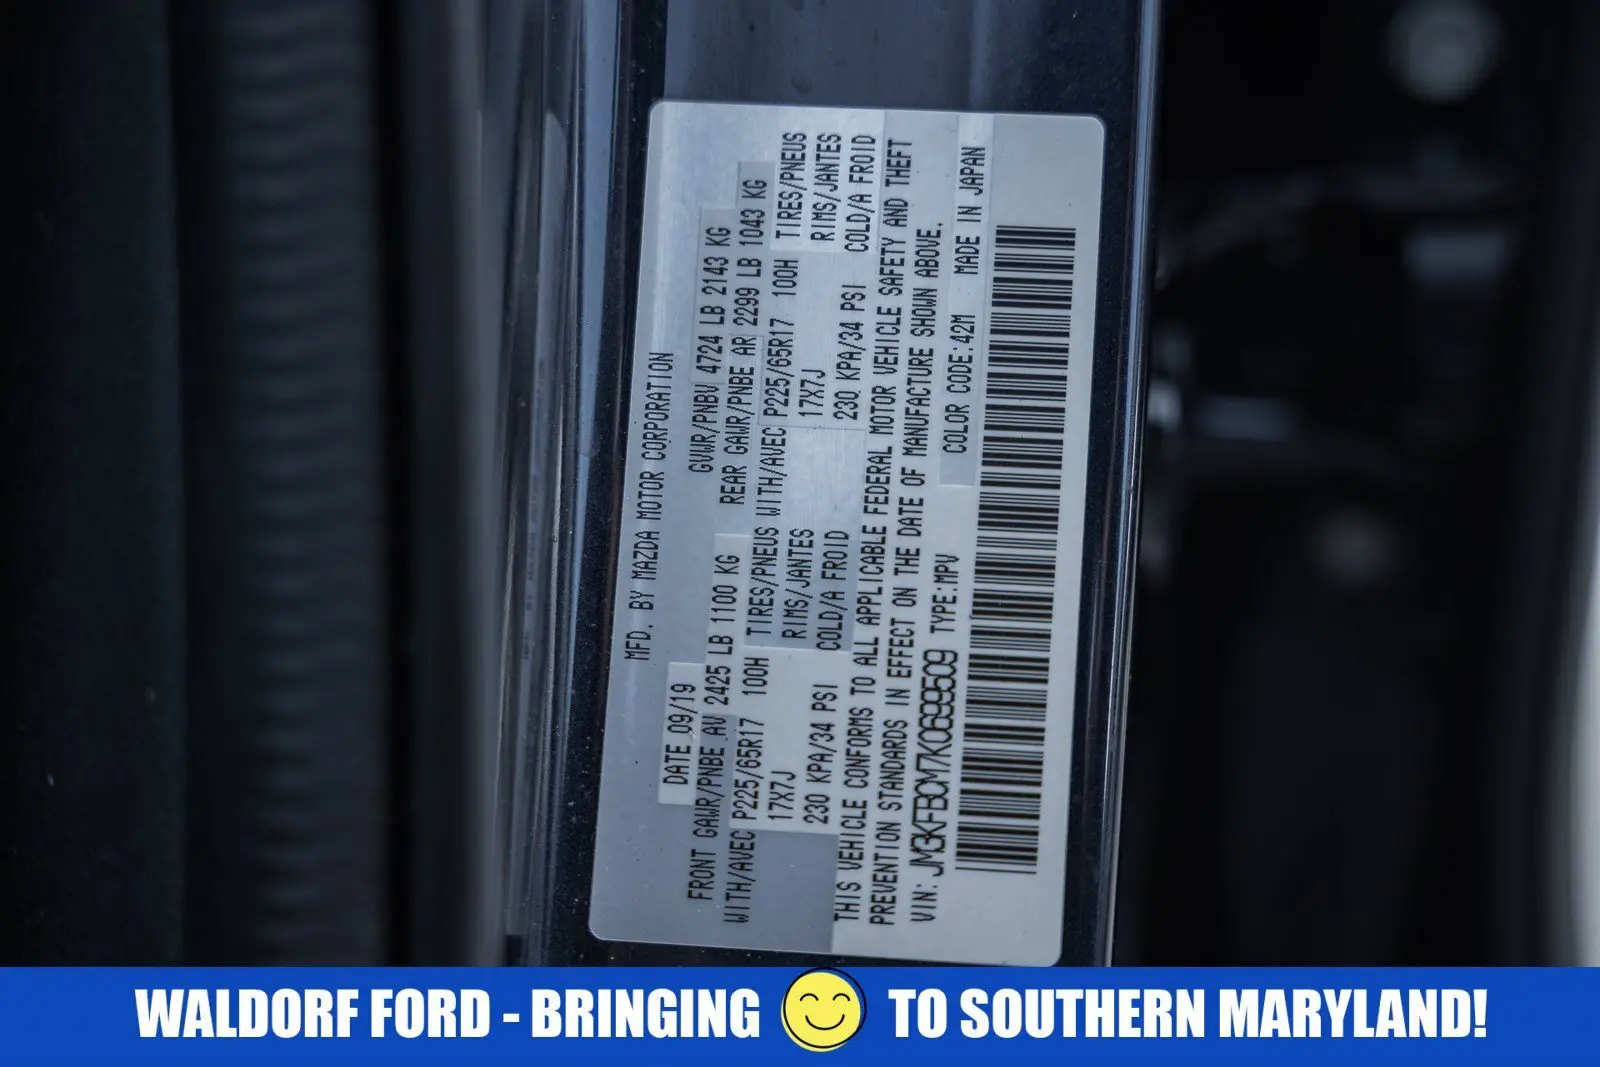 MFD. BY MAZDA MOTOR CORPORATION
DATE 09/19 GVWR/PNBV 4724 LB 2143 KG
FRONT GAWR/PNBE AV 2425 LB 1100 KG REAR GAWR/PNBE AR 2299 LB 1043 KG
WITH/AVEC P225/65R17 100H TIRES/PNEUS WITH/AVEC P225/65R17 100H TIRES/PNEUS
17X7J RIMS/JANTES 17X7J RIMS/JANTES
230 KPA/34 PSI COLD/A FROID 230 KPA/34 PSI COLD/A FROID
THIS VEHICLE CONFORMS TO ALL APPLICABLE FEDERAL MOTOR VEHICLE SAFETY AND THEFT
PREVENTION STANDARDS IN EFFECT ON THE DATE OF MANUFACTURE SHOWN ABOVE.
VIN: JM3KFBCM7K0699509 TYPE:MPV COLOR CODE:42M MADE IN JAPAN
WALDORF FORD - BRINGING TO SOUTHERN MARYLAND!